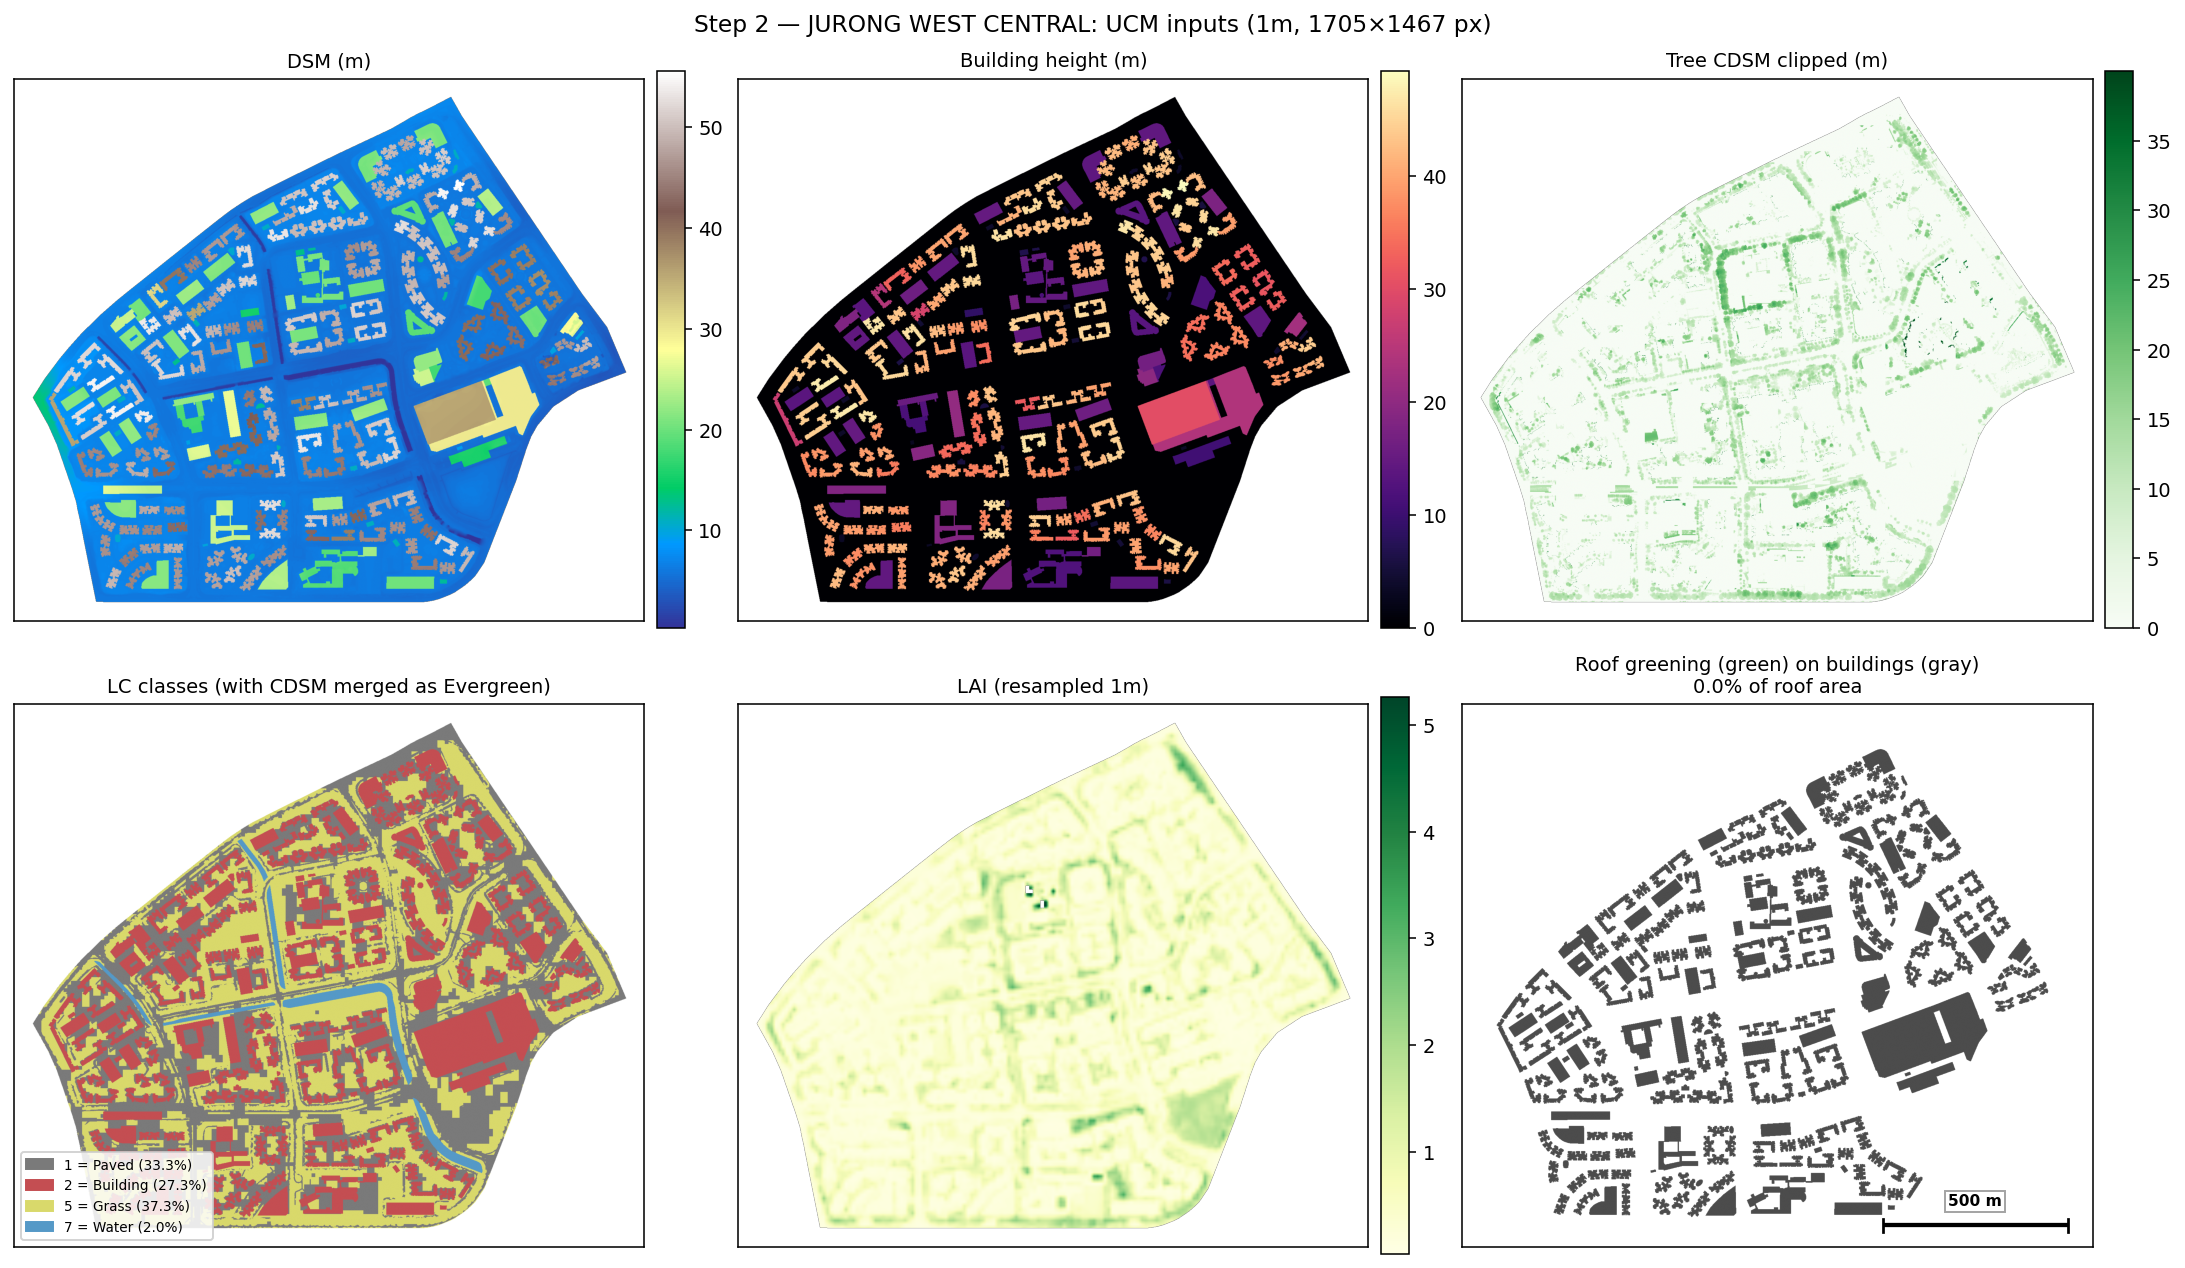 Step 2 — JURONG WEST CENTRAL: UCM inputs (1m, 1705×1467 px)
DSM (m)
50
40
30
20
10
Building height (m)
40
30
20
10
0
Tree CDSM clipped (m)
35
30
25
20
15
10
5
0
LC classes (with CDSM merged as Evergreen)
1 = Paved (33.3%)
2 = Building (27.3%)
5 = Grass (37.3%)
7 = Water (2.0%)
LAI (resampled 1m)
5
4
3
2
1
Roof greening (green) on buildings (gray)
0.0% of roof area
500 m